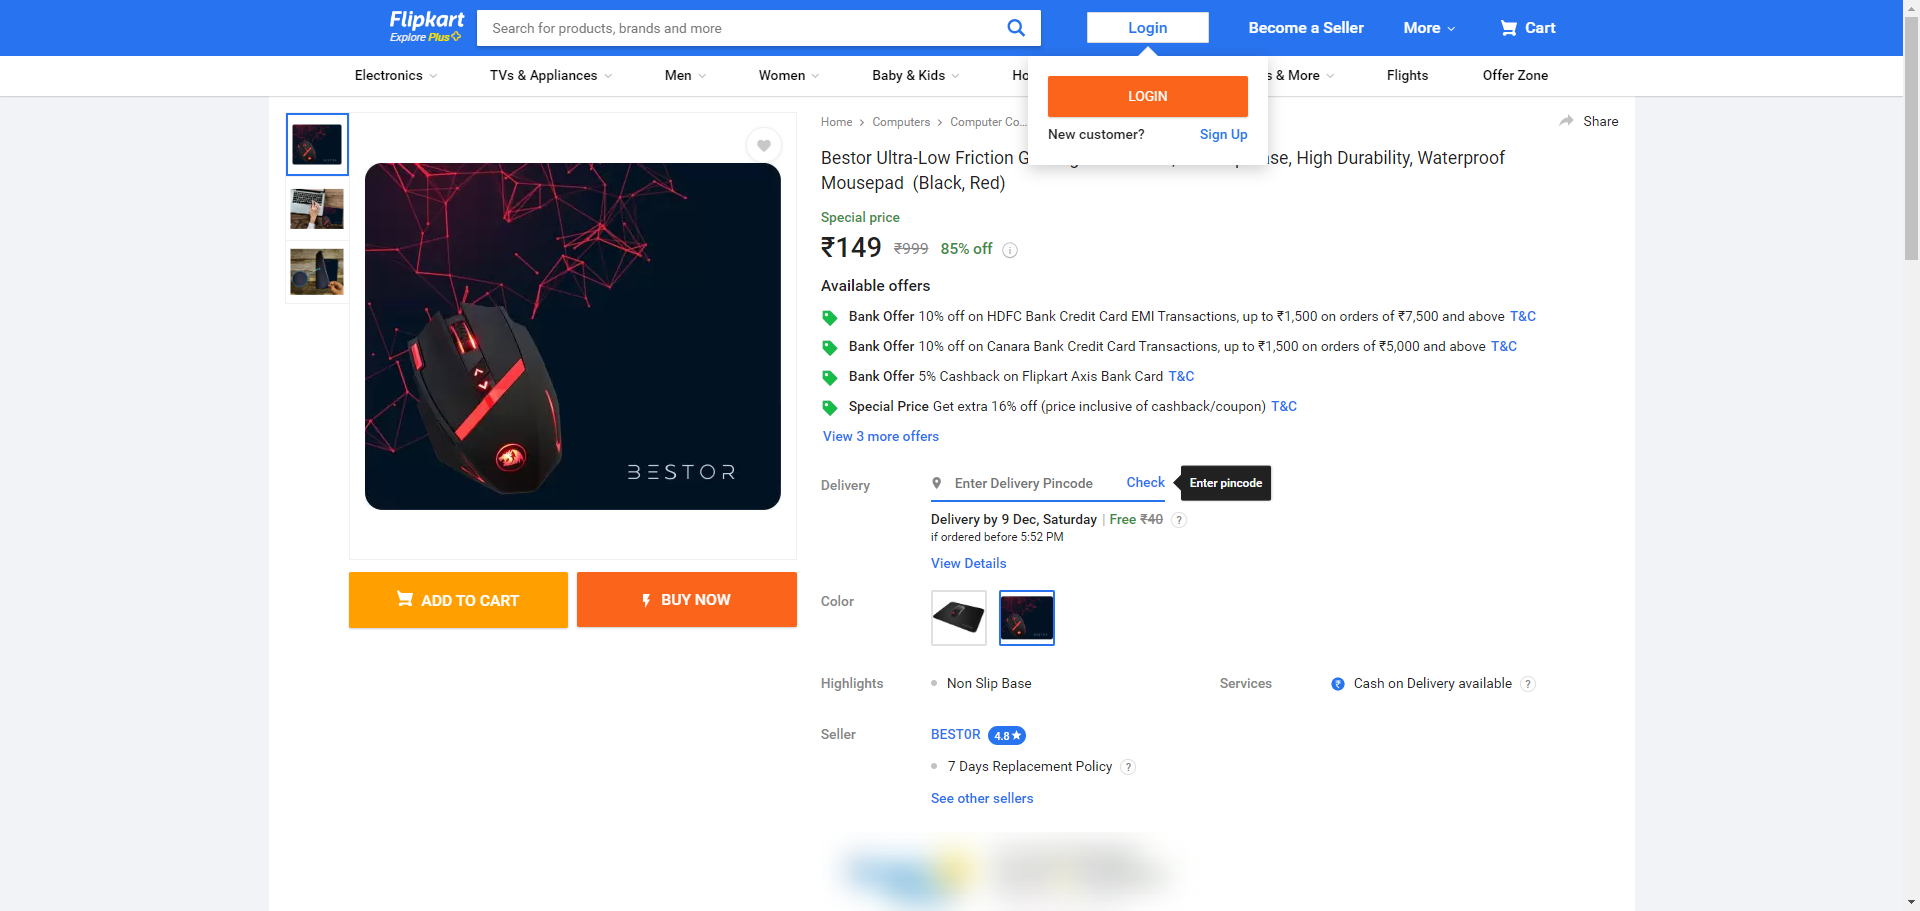 Flipkart
Explore Plus
Search for products, brands and more
Login
Become a Seller
More
Cart
Electronics
TVs & Appliances
Men
Women
Baby & Kids
Ho
s & More
Flights
Offer Zone
LOGIN
New customer?
Sign Up
Home
Computers
Computer Co...
Share
Bestor Ultra-Low Friction G se, High Durability, Waterproof
Mousepad (Black, Red)
Special price
₹149 ₹999 85% off
Available offers
Bank Offer 10% off on HDFC Bank Credit Card EMI Transactions, up to ₹1,500 on orders of ₹7,500 and above T&C
Bank Offer 10% off on Canara Bank Credit Card Transactions, up to ₹1,500 on orders of ₹5,000 and above T&C
Bank Offer 5% Cashback on Flipkart Axis Bank Card T&C
Special Price Get extra 16% off (price inclusive of cashback/coupon) T&C
View 3 more offers
BESTOR
Delivery
Enter Delivery Pincode
Check
Enter pincode
Delivery by 9 Dec, Saturday | Free ₹40 ?
if ordered before 5:52 PM
View Details
ADD TO CART
BUY NOW
Color
Highlights
Non Slip Base
Services
₹ Cash on Delivery available ?
Seller
BEST0R 4.8★
7 Days Replacement Policy ?
See other sellers